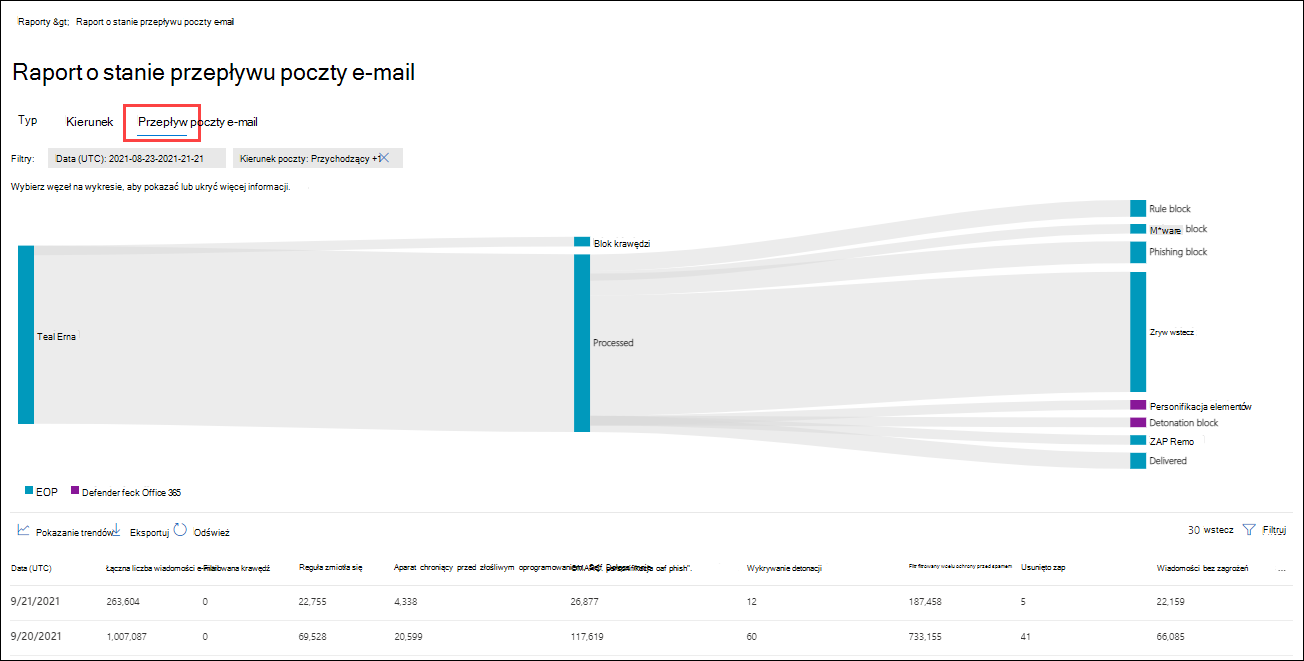 Raporty &gt; Raport o stanie przepływu poczty e-mail
Raport o stanie przepływu poczty e-mail
Typ Kierunek Przepływ poczty e-mail
Filtry: Data (UTC): 2021-08-23-2021-21-21 Kierunek poczty: Przychodzący +1
Wybierz węzeł na wykresie, aby pokazać lub ukryć więcej informacji.
Rule block
M*ware block
Blok krawędzi
Phishing block
Zryw wstecz
Teal Erna
Processed
Personifikacja elementów
Detonation block
ZAP Remo
Delivered
EOP Defender feck Office 365
Pokazanie trendów Eksportuj Odśwież 30 wstecz Filtruj
Data (UTC) Łączna liczba wiadomości e-mail Filtrowana krawędź Reguła zmiotła się Aparat chroniący przed złośliwym oprogramowaniem DMARC, personifikacja oaf phish". Wykrywanie detonacji Filtr filtrowany w celu ochrony przed spamem Usunięto zap Wiadomości bez zagrożeń ...
9/21/2021 263,604 0 22,755 4,338 26,877 12 187,458 5 22,159
9/20/2021 1,007,087 0 69,528 20,599 117,619 60 733,155 41 66,085